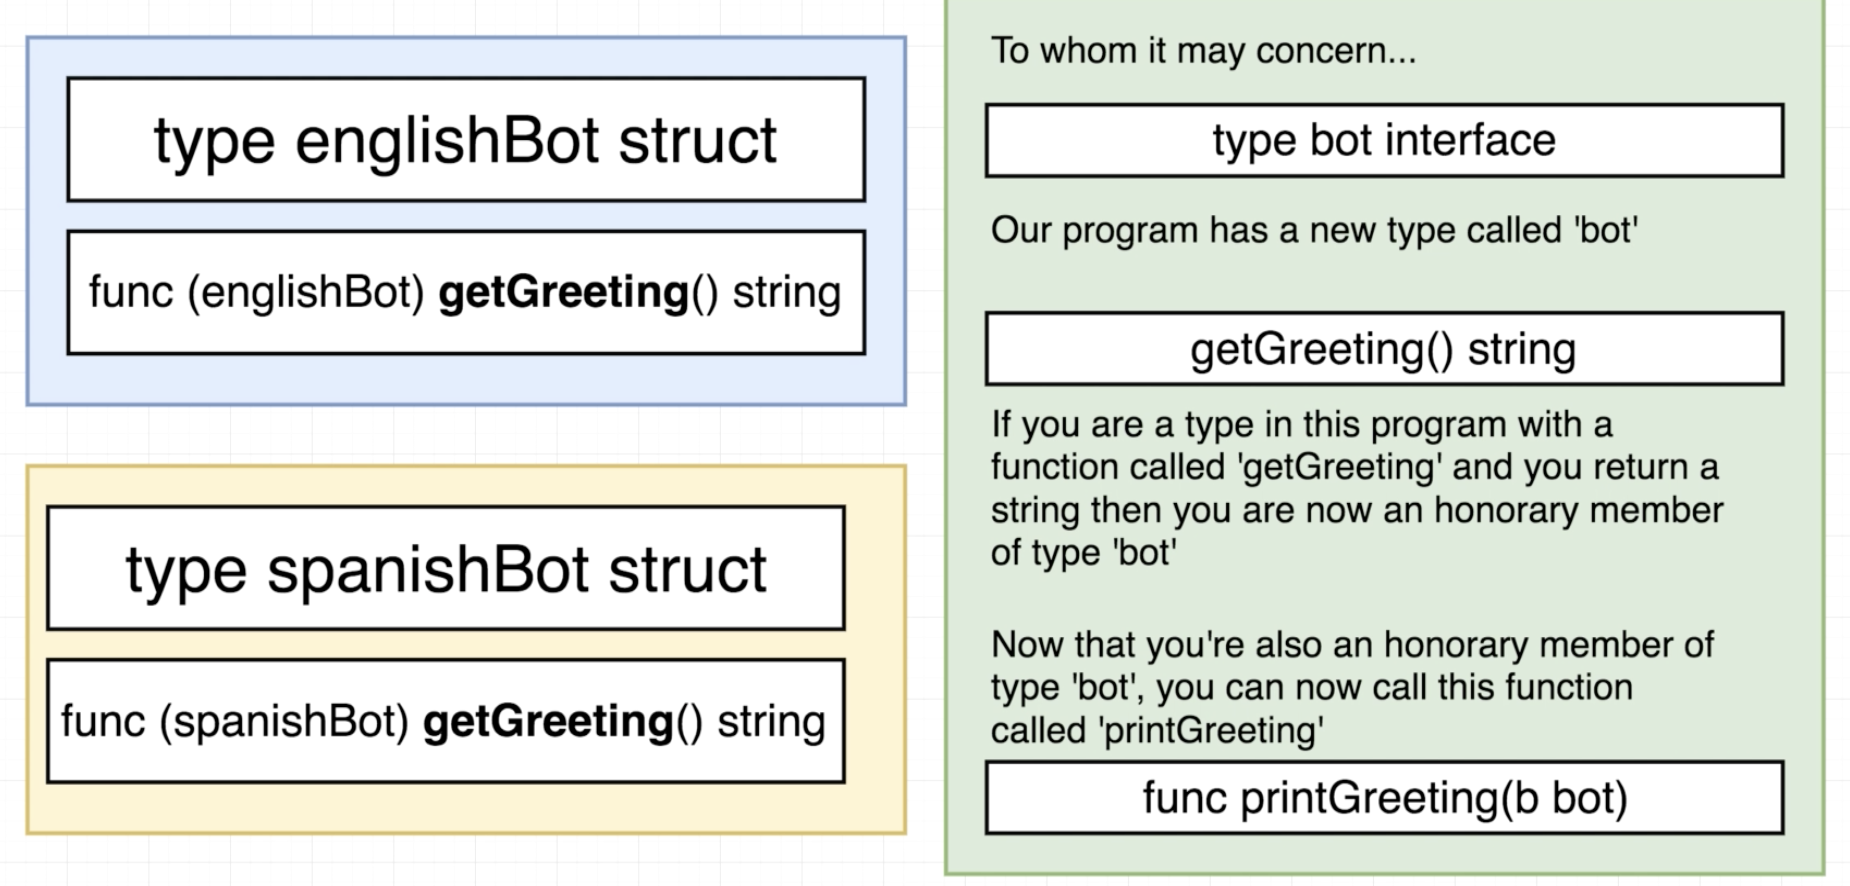 type englishBot struct
func (englishBot) getGreeting() string
type spanishBot struct
func (spanishBot) getGreeting() string
To whom it may concern...
type bot interface
Our program has a new type called 'bot'
getGreeting() string
If you are a type in this program with a
function called 'getGreeting' and you return a
string then you are now an honorary member
of type 'bot'
Now that you're also an honorary member of
type 'bot', you can now call this function
called 'printGreeting'
func printGreeting(b bot)